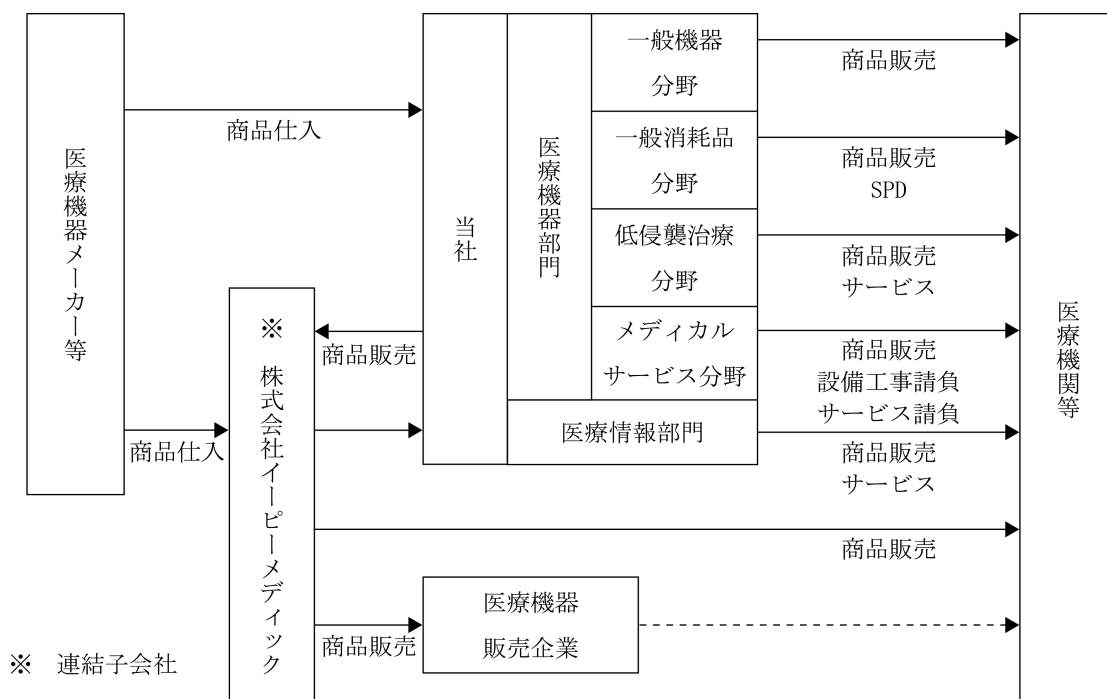 医療機器メーカー等
商品仕入
商品仕入
※　株式会社イーピーメディック
商品販売
商品販売
当社
医療機器部門
一般機器
分野
一般消耗品
分野
低侵襲治療
分野
メディカル
サービス分野
医療情報部門
医療機器
販売企業
商品販売
商品販売
SPD
商品販売
サービス
商品販売
設備工事請負
サービス請負
商品販売
サービス
商品販売
医療機関等
※　連結子会社